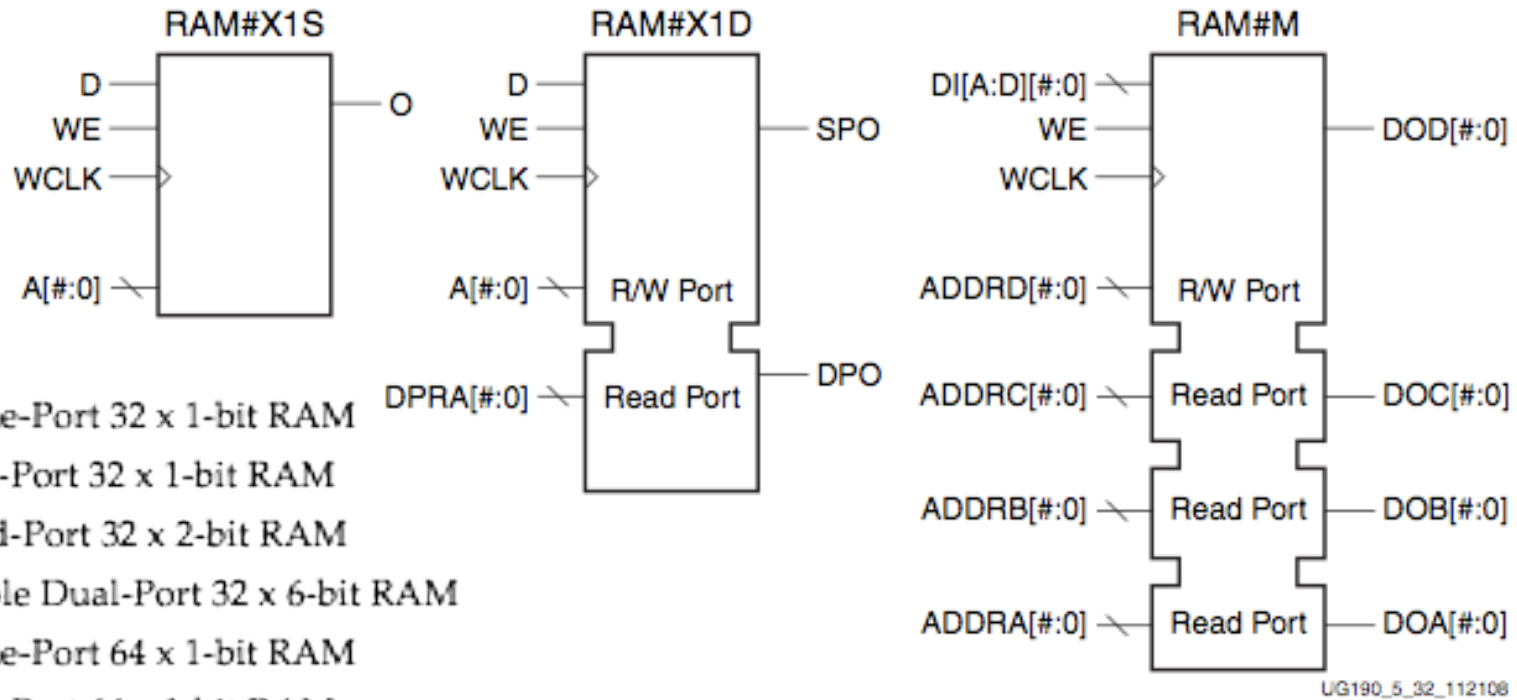 RAM#X1S
D
WE
WCLK
A[#:0]
O
RAM#X1D
D
WE
WCLK
A[#:0]
R/W Port
DPRA[#:0]
Read Port
SPO
DPO
RAM#M
DI[A:D][#:0]
WE
WCLK
ADDRD[#:0]
R/W Port
DOD[#:0]
ADDRC[#:0]
Read Port
DOC[#:0]
ADDRB[#:0]
Read Port
DOB[#:0]
ADDRA[#:0]
Read Port
DOA[#:0]
e-Port 32 x 1-bit RAM
-Port 32 x 1-bit RAM
d-Port 32 x 2-bit RAM
le Dual-Port 32 x 6-bit RAM
e-Port 64 x 1-bit RAM
UG190_5_32_112108